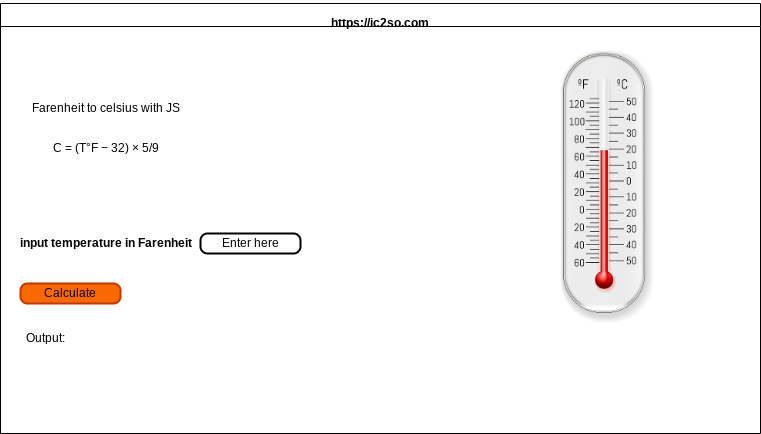 https://ic2so.com
Farenheit to celsius with JS
C = (T°F − 32) × 5/9
input temperature in Farenheit Enter here
Calculate
Output:
ºF ºC
120 50
100 40
80 30
60 20
40 10
20 0
0 10
20 20
40 30
60 40
50